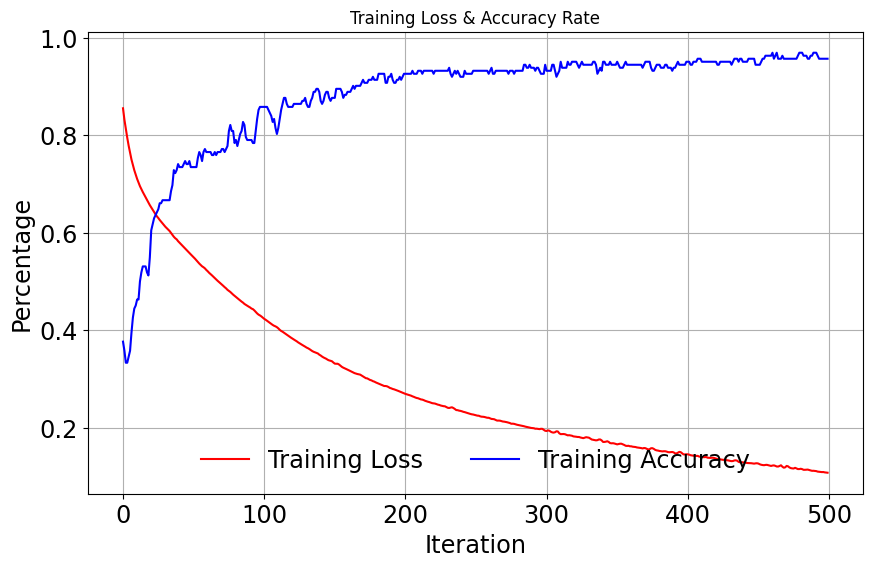 Training Loss & Accuracy Rate
1.0
0.8
0.6
0.4
0.2
Percentage
Training Loss Training Accuracy
0 100 200 300 400 500
Iteration